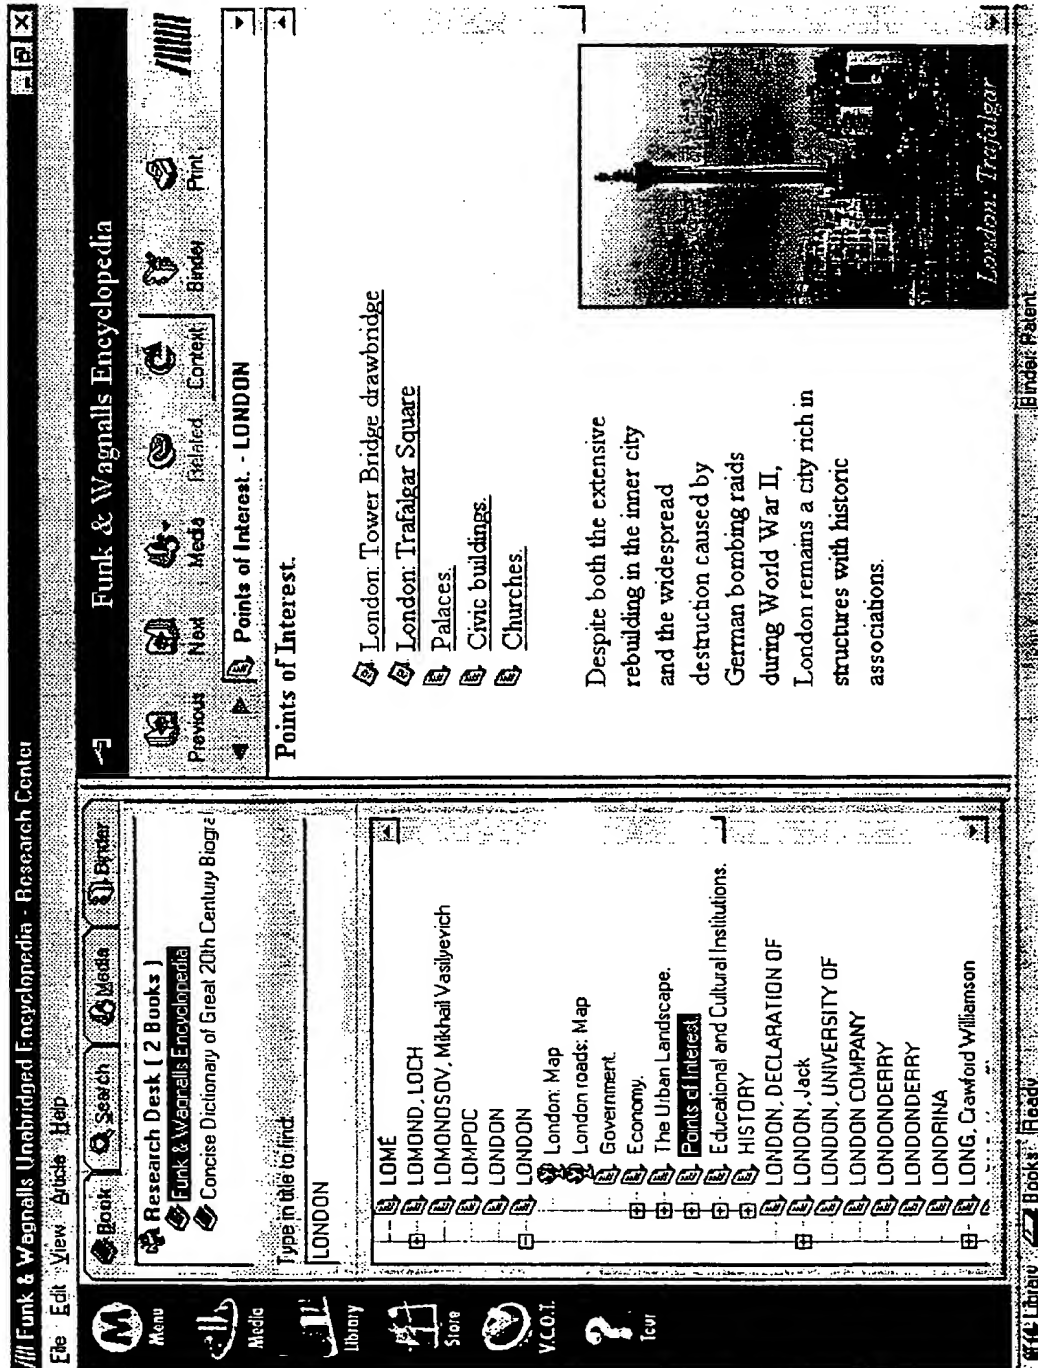 Funk & Wagnalls Unabridged Encyclopedia - Research Center
File Edit View Article Help
Menu
Media
Library
Store
V.C.O.T.
Tour
Book Search Media Binder
Research Desk ( 2 Books )
Funk & Wagnalls Encyclopedia
Concise Dictionary of Great 20th Century Biogra
Type in title to find:
LONDON
LOMÉ
LOMOND, LOCH
LOMONOSOV, Mikhail Vasilyevich
LOMPOC
LONDON
LONDON
London: Map
London roads: Map
Government.
Economy.
The Urban Landscape.
Points of Interest.
Educational and Cultural Institutions.
HISTORY
LONDON, DECLARATION OF
LONDON, Jack
LONDON, UNIVERSITY OF
LONDON COMPANY
LONDONDERRY
LONDONDERRY
LONDRINA
LONG, Crawford Williamson
Funk & Wagnalls Encyclopedia
Previous Next Media Related Context Binder Print
Points of Interest. - LONDON
Points of Interest.
London: Tower Bridge drawbridge
London: Trafalgar Square
Palaces.
Civic buildings.
Churches.
Despite both the extensive
rebuilding in the inner city
and the widespread
destruction caused by
German bombing raids
during World War II,
London remains a city rich in
structures with historic
associations.
London: Trafalgar
Library Books: Ready
Binder: Patent